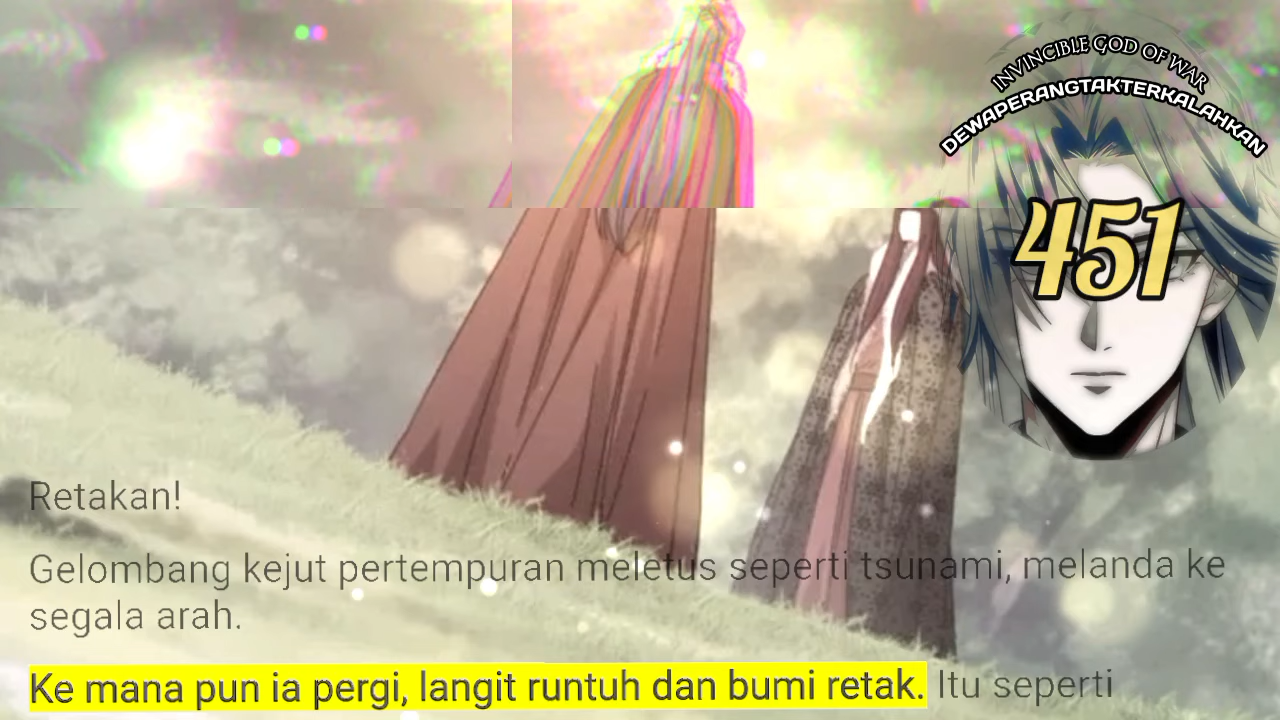 INVINCIBLE GOD OF WAR
DEWAPERANGTAKTERKALAHKAN
451
Retakan!
Gelombang kejut pertempuran meletus seperti tsunami, melanda ke
segala arah.
Ke mana pun ia pergi, langit runtuh dan bumi retak. Itu seperti